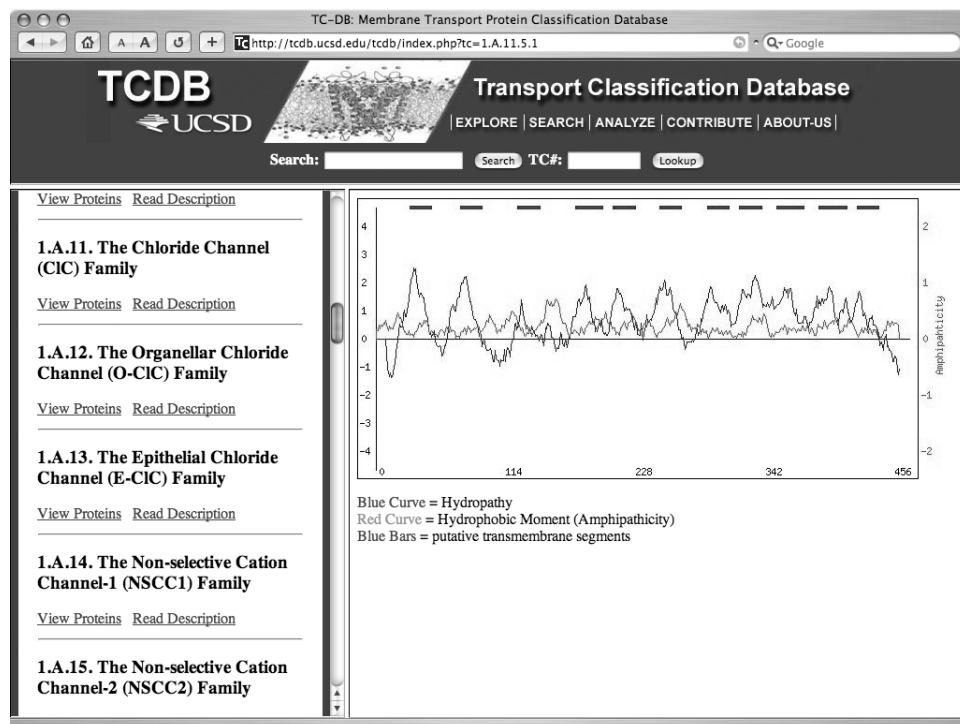 TC-DB: Membrane Transport Protein Classification Database
A A + Tc http://tcdb.ucsd.edu/tcdb/index.php?tc=1.A.11.5.1 Q Google
TCDB
UCSD
Transport Classification Database
|EXPLORE|SEARCH|ANALYZE|CONTRIBUTE|ABOUT-US|
Search: Search TC#: Lookup
View Proteins Read Description
1.A.11. The Chloride Channel
(ClC) Family
View Proteins Read Description
1.A.12. The Organellar Chloride
Channel (O-ClC) Family
View Proteins Read Description
1.A.13. The Epithelial Chloride
Channel (E-ClC) Family
View Proteins Read Description
1.A.14. The Non-selective Cation
Channel-1 (NSCC1) Family
View Proteins Read Description
1.A.15. The Non-selective Cation
Channel-2 (NSCC2) Family
4
3
2
1
0
-1
-2
-3
-4
0 114 228 342 456
2
1
0
-1
-2
Amphipahticity
Blue Curve = Hydropathy
Red Curve = Hydrophobic Moment (Amphipathicity)
Blue Bars = putative transmembrane segments